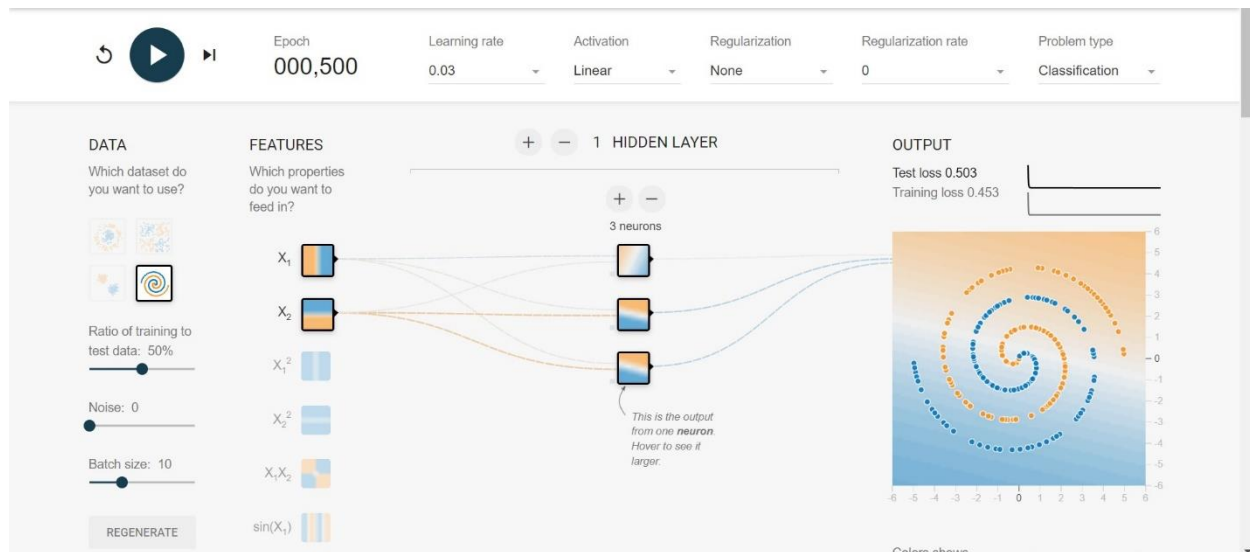 Epoch
000,500
Learning rate
0.03
Activation
Linear
Regularization
None
Regularization rate
0
Problem type
Classification
DATA
Which dataset do
you want to use?
Ratio of training to
test data: 50%
Noise: 0
Batch size: 10
REGENERATE
FEATURES
Which properties
do you want to
feed in?
X₁
X₂
X₁²
X₂²
X₁X₂
sin(X₁)
+ − 1 HIDDEN LAYER
+ −
3 neurons
This is the output
from one neuron.
Hover to see it
larger.
OUTPUT
Test loss 0.503
Training loss 0.453
6
5
4
3
2
1
0
-1
-2
-3
-4
-5
-6
-6 -5 -4 -3 -2 -1 0 1 2 3 4 5 6